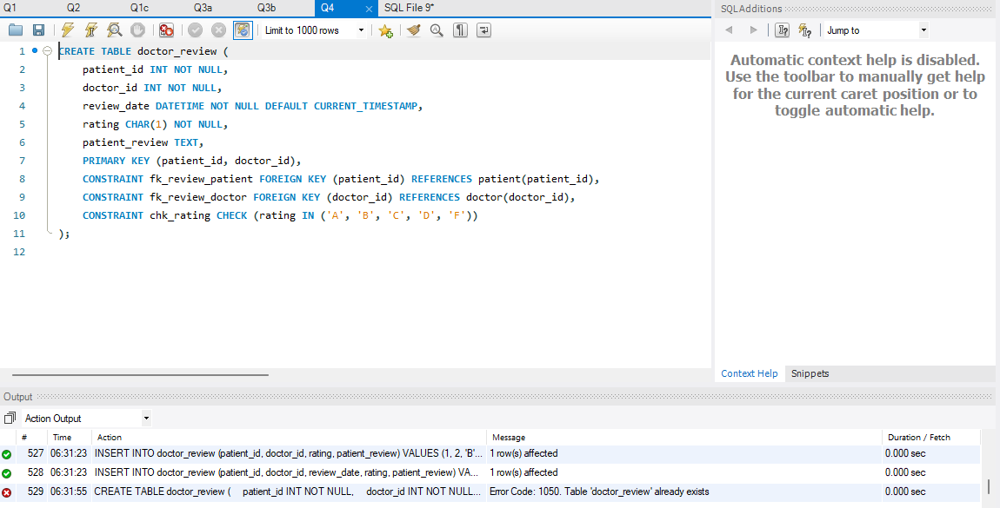 Q1 Q2 Q1c Q3a Q3b Q4 SQL File 9*
SQLAdditions
Limit to 1000 rows
Jump to
1 CREATE TABLE doctor_review (
2 patient_id INT NOT NULL,
3 doctor_id INT NOT NULL,
4 review_date DATETIME NOT NULL DEFAULT CURRENT_TIMESTAMP,
5 rating CHAR(1) NOT NULL,
6 patient_review TEXT,
7 PRIMARY KEY (patient_id, doctor_id),
8 CONSTRAINT fk_review_patient FOREIGN KEY (patient_id) REFERENCES patient(patient_id),
9 CONSTRAINT fk_review_doctor FOREIGN KEY (doctor_id) REFERENCES doctor(doctor_id),
10 CONSTRAINT chk_rating CHECK (rating IN ('A', 'B', 'C', 'D', 'F'))
11 );
12
Automatic context help is disabled.
Use the toolbar to manually get help
for the current caret position or to
toggle automatic help.
Context Help Snippets
Output
Action Output
# Time Action Message Duration / Fetch
527 06:31:23 INSERT INTO doctor_review (patient_id, doctor_id, rating, patient_review) VALUES (1, 2, 'B'... 1 row(s) affected 0.000 sec
528 06:31:23 INSERT INTO doctor_review (patient_id, doctor_id, review_date, rating, patient_review) VA... 1 row(s) affected 0.000 sec
529 06:31:55 CREATE TABLE doctor_review ( patient_id INT NOT NULL, doctor_id INT NOT NULL... Error Code: 1050. Table 'doctor_review' already exists 0.000 sec